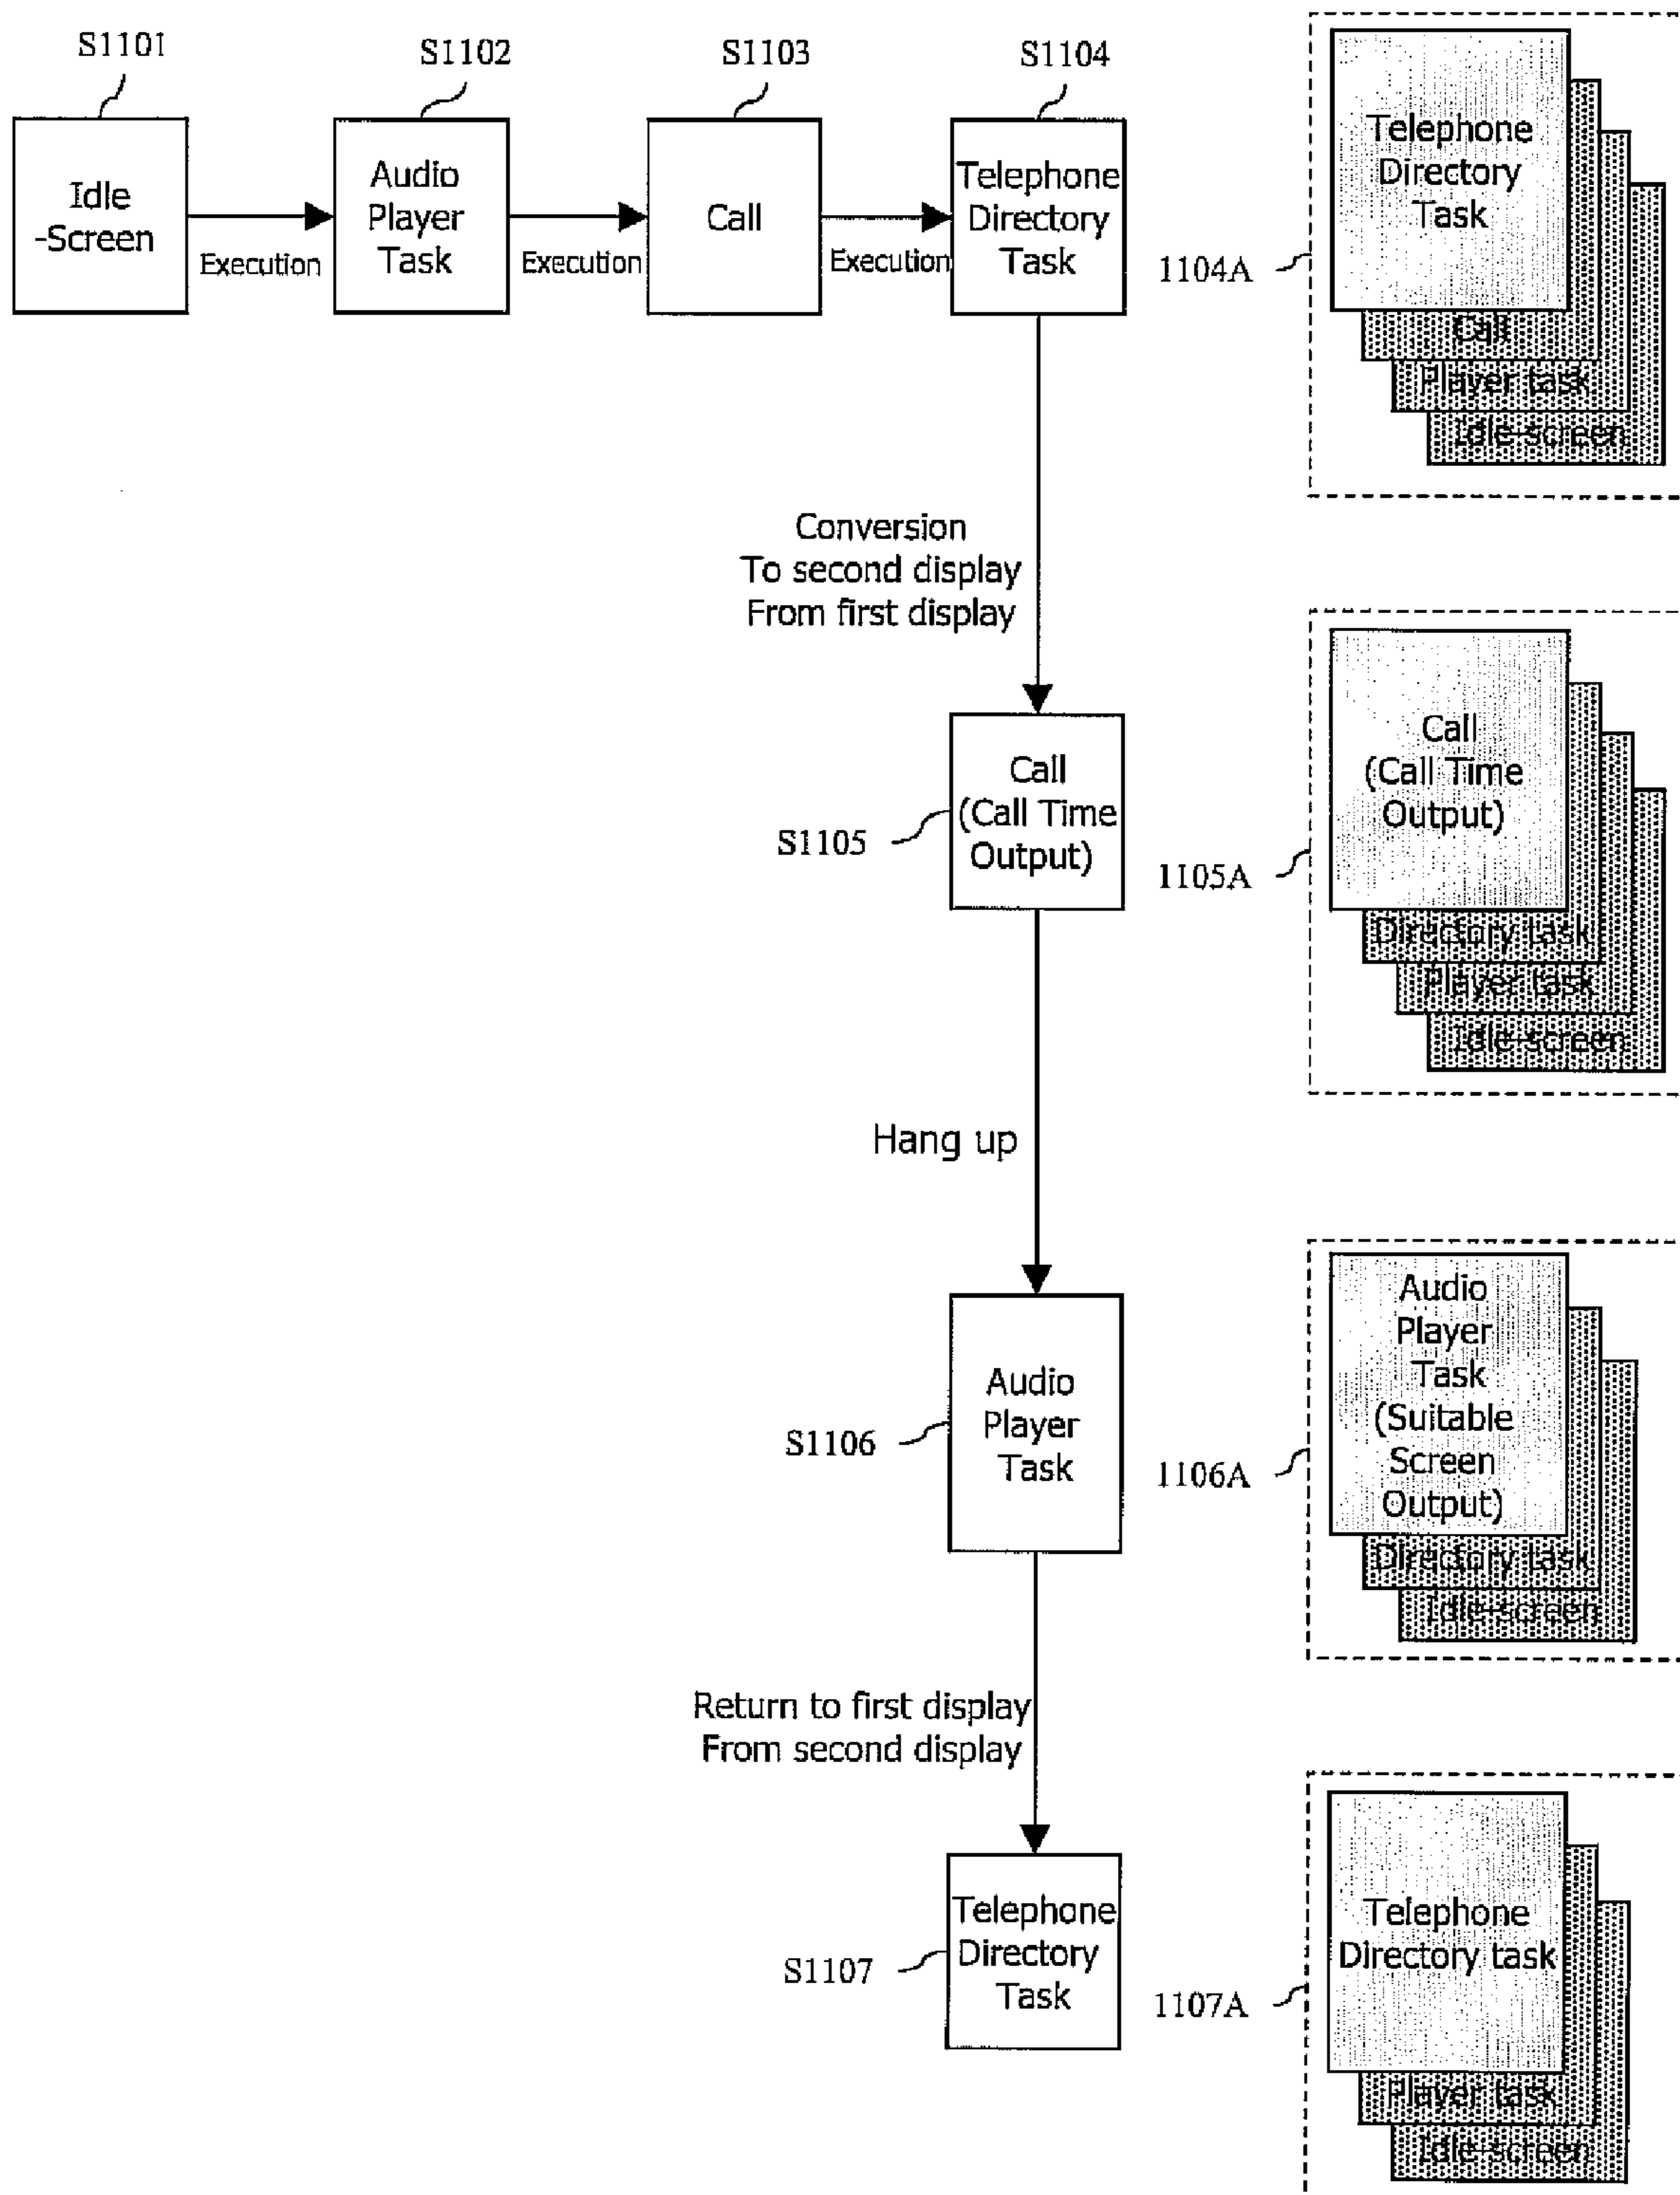 S1101
S1102
S1103
S1104
Idle
-Screen
Execution
Audio
Player
Task
Execution
Call
Execution
Telephone
Directory
Task
1104A
Telephone
Directory
Task
Call
Player task
Idle-screen
Conversion
To second display
From first display
S1105
Call
(Call Time
Output)
1105A
Call
(Call Time
Output)
Directory task
Player task
Idle-screen
Hang up
S1106
Audio
Player
Task
1106A
Audio
Player
Task
(Suitable
Screen
Output)
Directory task
Idle-screen
Return to first display
From second display
S1107
Telephone
Directory
Task
1107A
Telephone
Directory task
Player task
Idle-screen